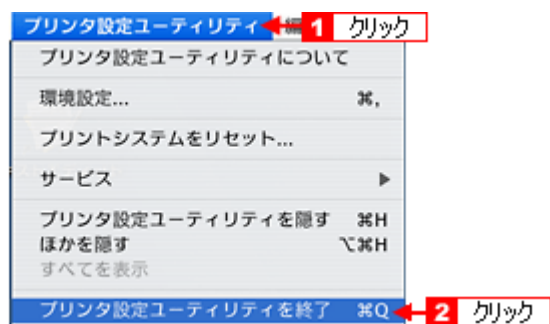 プリンタ設定ユーティリティ 1 クリック
プリンタ設定ユーティリティについて
環境設定... ⌘,
プリントシステムをリセット...
サービス ▶
プリンタ設定ユーティリティを隠す ⌘H
ほかを隠す ⌥⌘H
すべてを表示
プリンタ設定ユーティリティを終了 ⌘Q 2 クリック